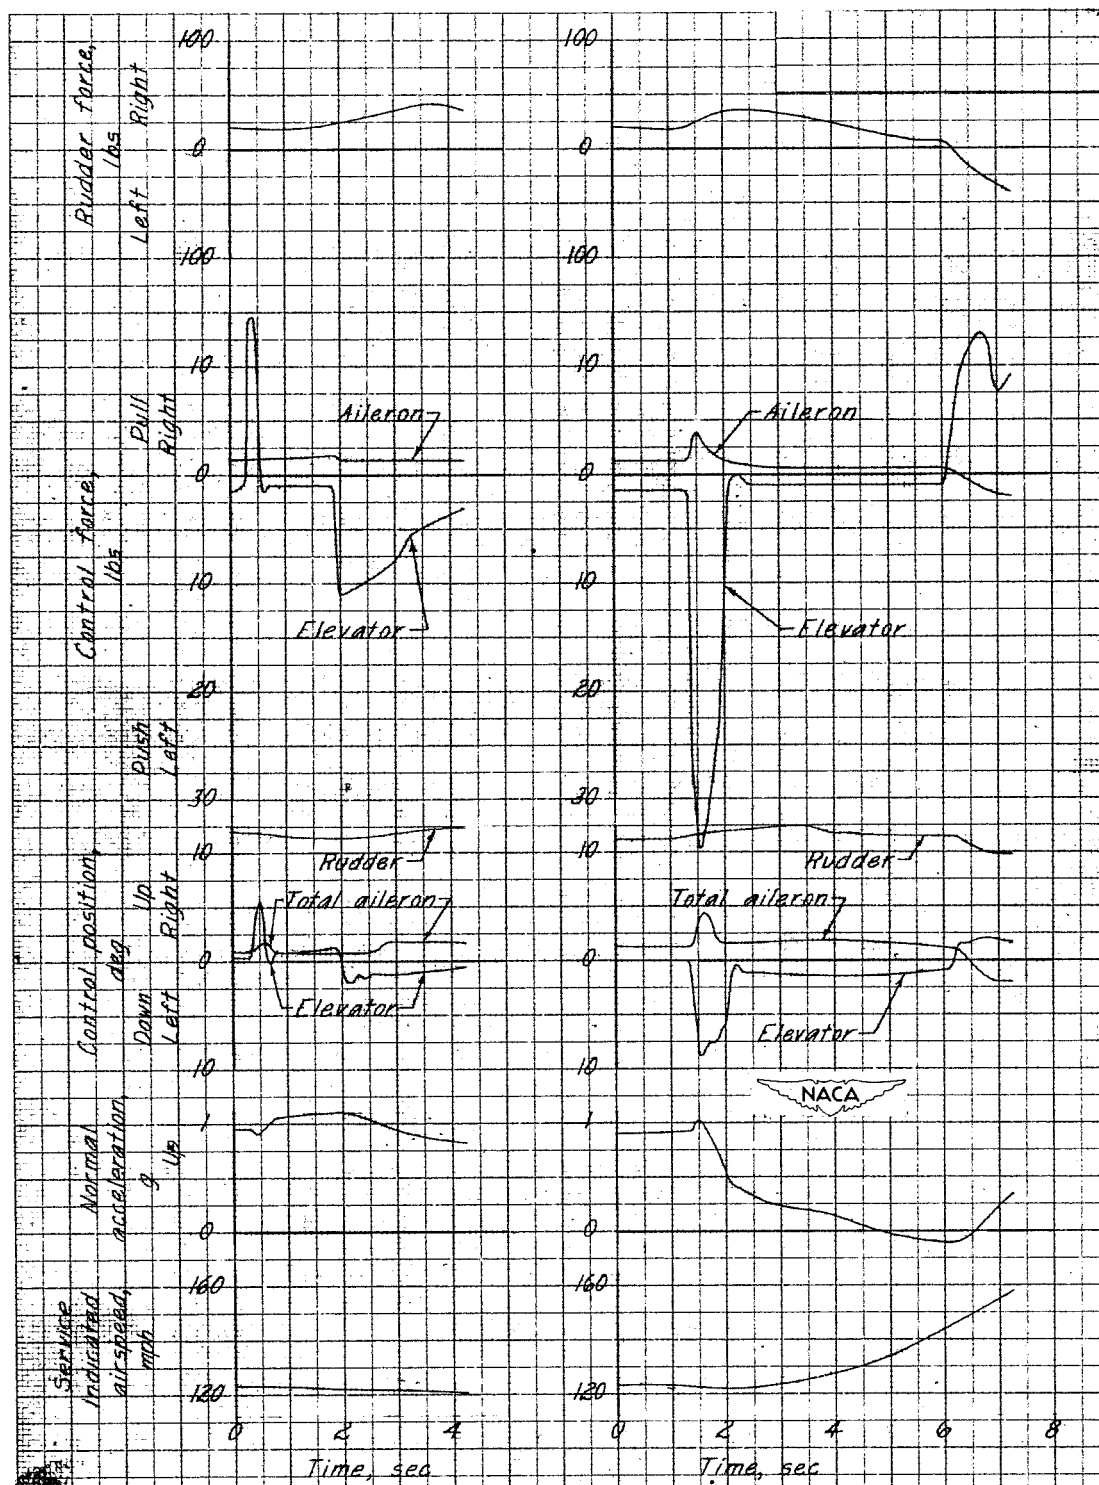 Rudder force,
lbs
Left Right
100
0
100
100
0
100
Control force,
lbs
Pull
Right
Push
Left
10
0
10
20
30
10
0
10
20
30
Aileron
Elevator
Aileron
Elevator
Control position,
deg
Up
Right
Down
Left
10
0
10
10
0
10
Rudder
Total aileron
Elevator
Rudder
Total aileron
Elevator
NACA
Normal
acceleration,
g
Up
1
0
1
0
Service
indicated
airspeed,
mph
160
120
160
120
0 2 4
Time, sec
0 2 4 6 8
Time, sec